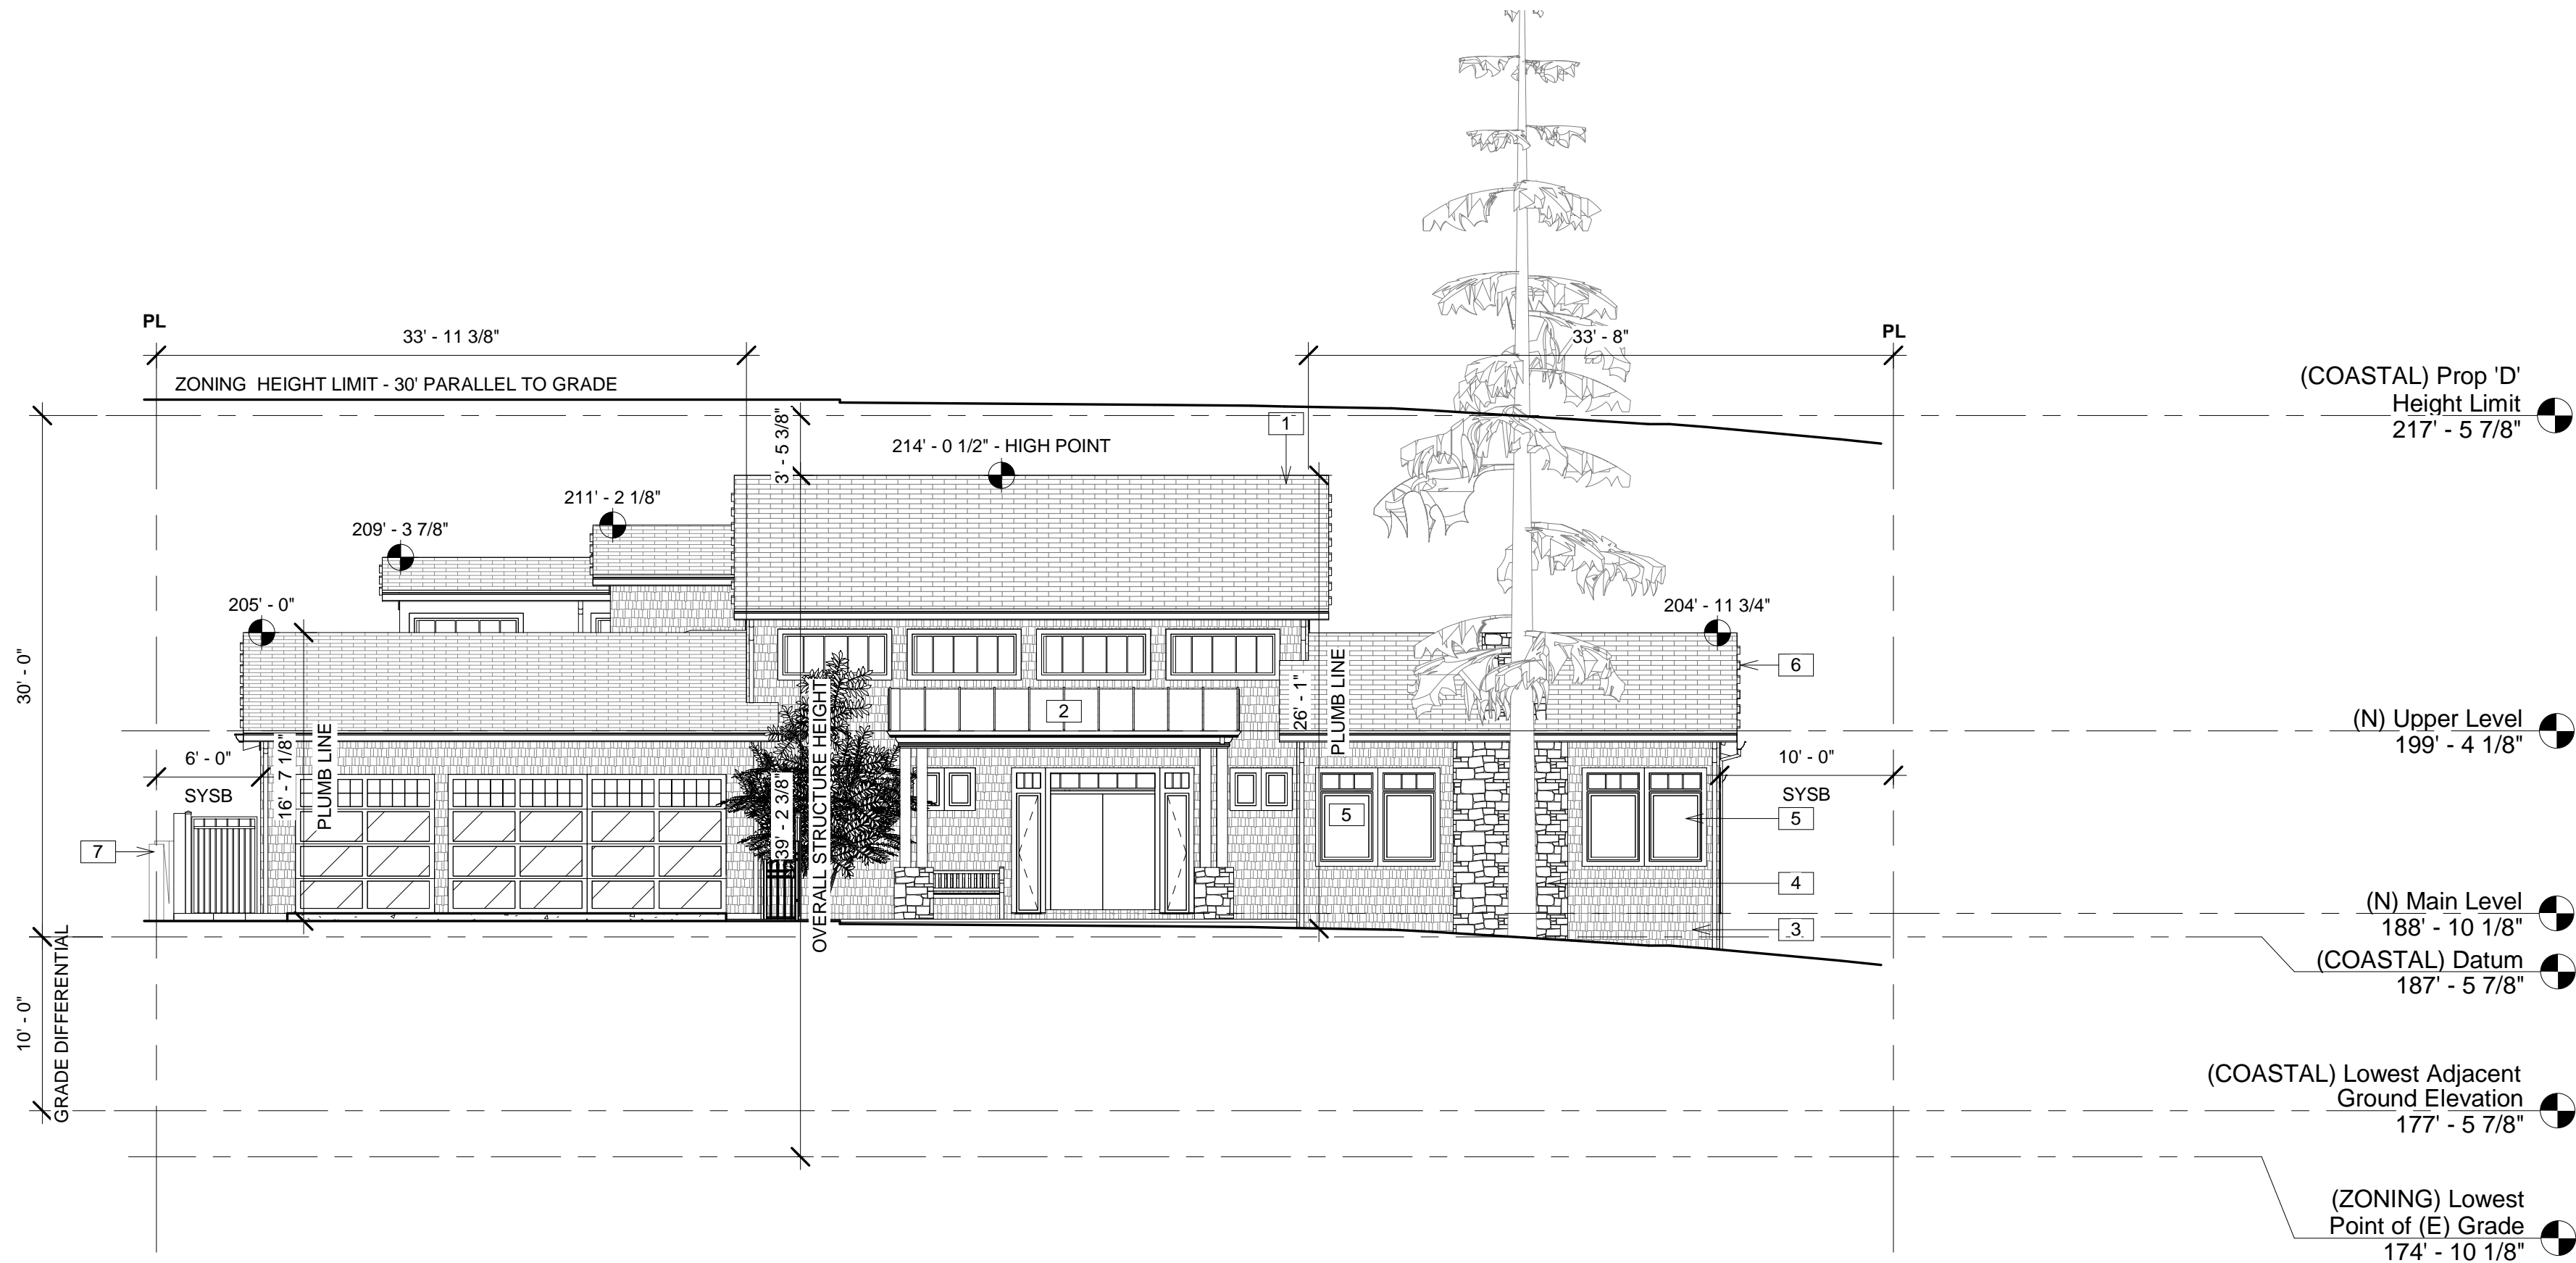 PL
33' - 11 3/8"
33' - 8"
PL
ZONING HEIGHT LIMIT - 30' PARALLEL TO GRADE
(COASTAL) Prop 'D'
Height Limit
217' - 5 7/8"
3' - 5 3/8"
1
214' - 0 1/2" - HIGH POINT
211' - 2 1/8"
209' - 3 7/8"
205' - 0"
204' - 11 3/4"
30' - 0"
6
26' - 1"
PLUMB LINE
2
(N) Upper Level
199' - 4 1/8"
6' - 0"
SYSB
16' - 7 1/8"
PLUMB LINE
39' - 2 3/8"
OVERALL STRUCTURE HEIGHT
10' - 0"
SYSB
5
5
7
4
3
(N) Main Level
188' - 10 1/8"
(COASTAL) Datum
187' - 5 7/8"
10' - 0"
GRADE DIFFERENTIAL
(COASTAL) Lowest Adjacent
Ground Elevation
177' - 5 7/8"
(ZONING) Lowest
Point of (E) Grade
174' - 10 1/8"